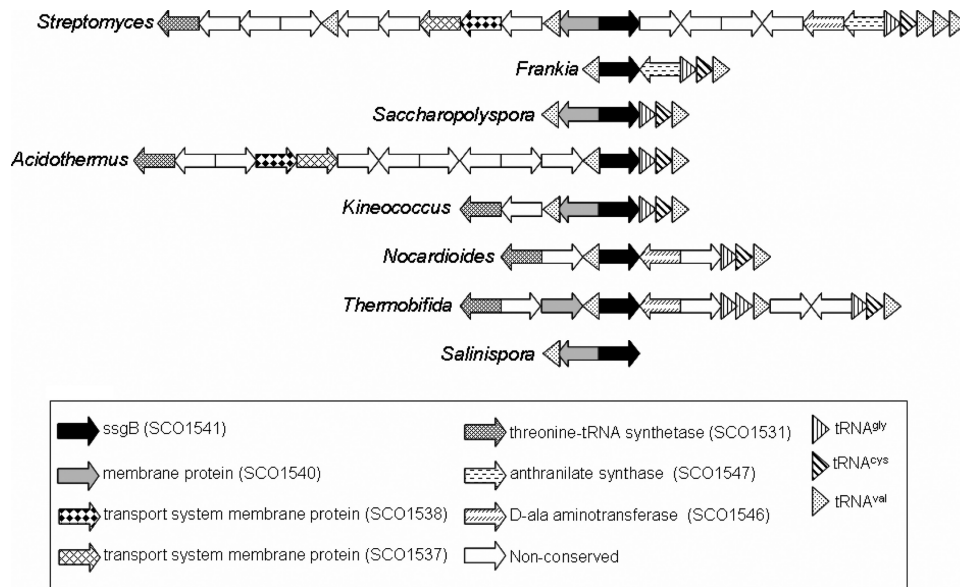 Streptomyces
Frankia
Saccharopolyspora
Acidothermus
Kineococcus
Nocardioides
Thermobifida
Salinispora
ssgB (SCO1541)
membrane protein (SCO1540)
transport system membrane protein (SCO1538)
transport system membrane protein (SCO1537)
threonine-tRNA synthetase (SCO1531)
anthranilate synthase (SCO1547)
D-ala aminotransferase (SCO1546)
Non-conserved
tRNAgly
tRNAcys
tRNAval